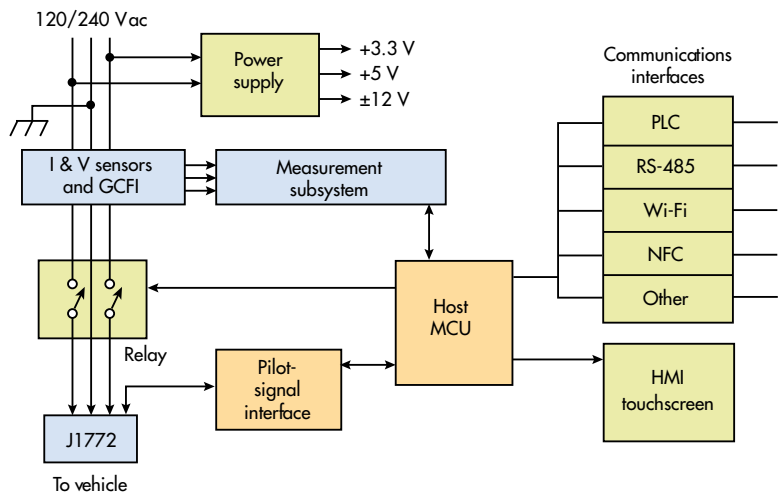 120/240 Vac
Power
supply
+3.3 V
+5 V
±12 V
Communications
interfaces
PLC
RS-485
Wi-Fi
NFC
Other
I & V sensors
and GCFI
Measurement
subsystem
Host
MCU
Relay
Pilot-
signal
interface
HMI
touchscreen
J1772
To vehicle